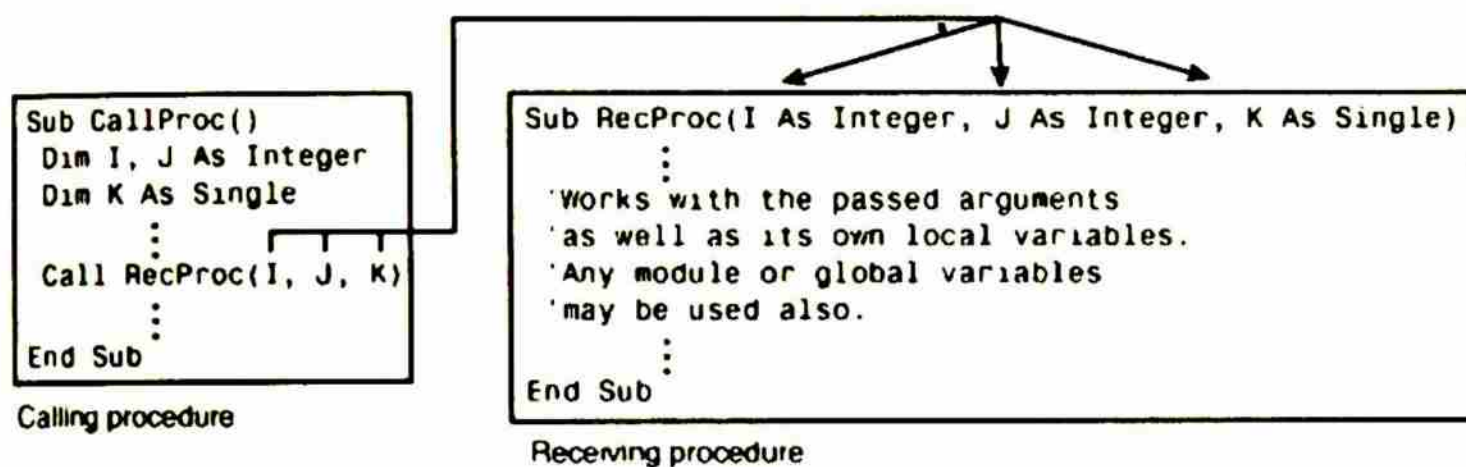 Sub CallProc()
Dim I, J As Integer
Dim K As Single
⋮
Call RecProc(I, J, K)
⋮
End Sub
Calling procedure
Sub RecProc(I As Integer, J As Integer, K As Single)
⋮
'Works with the passed arguments
'as well as its own local variables.
'Any module or global variables
'may be used also.
⋮
End Sub
Receiving procedure